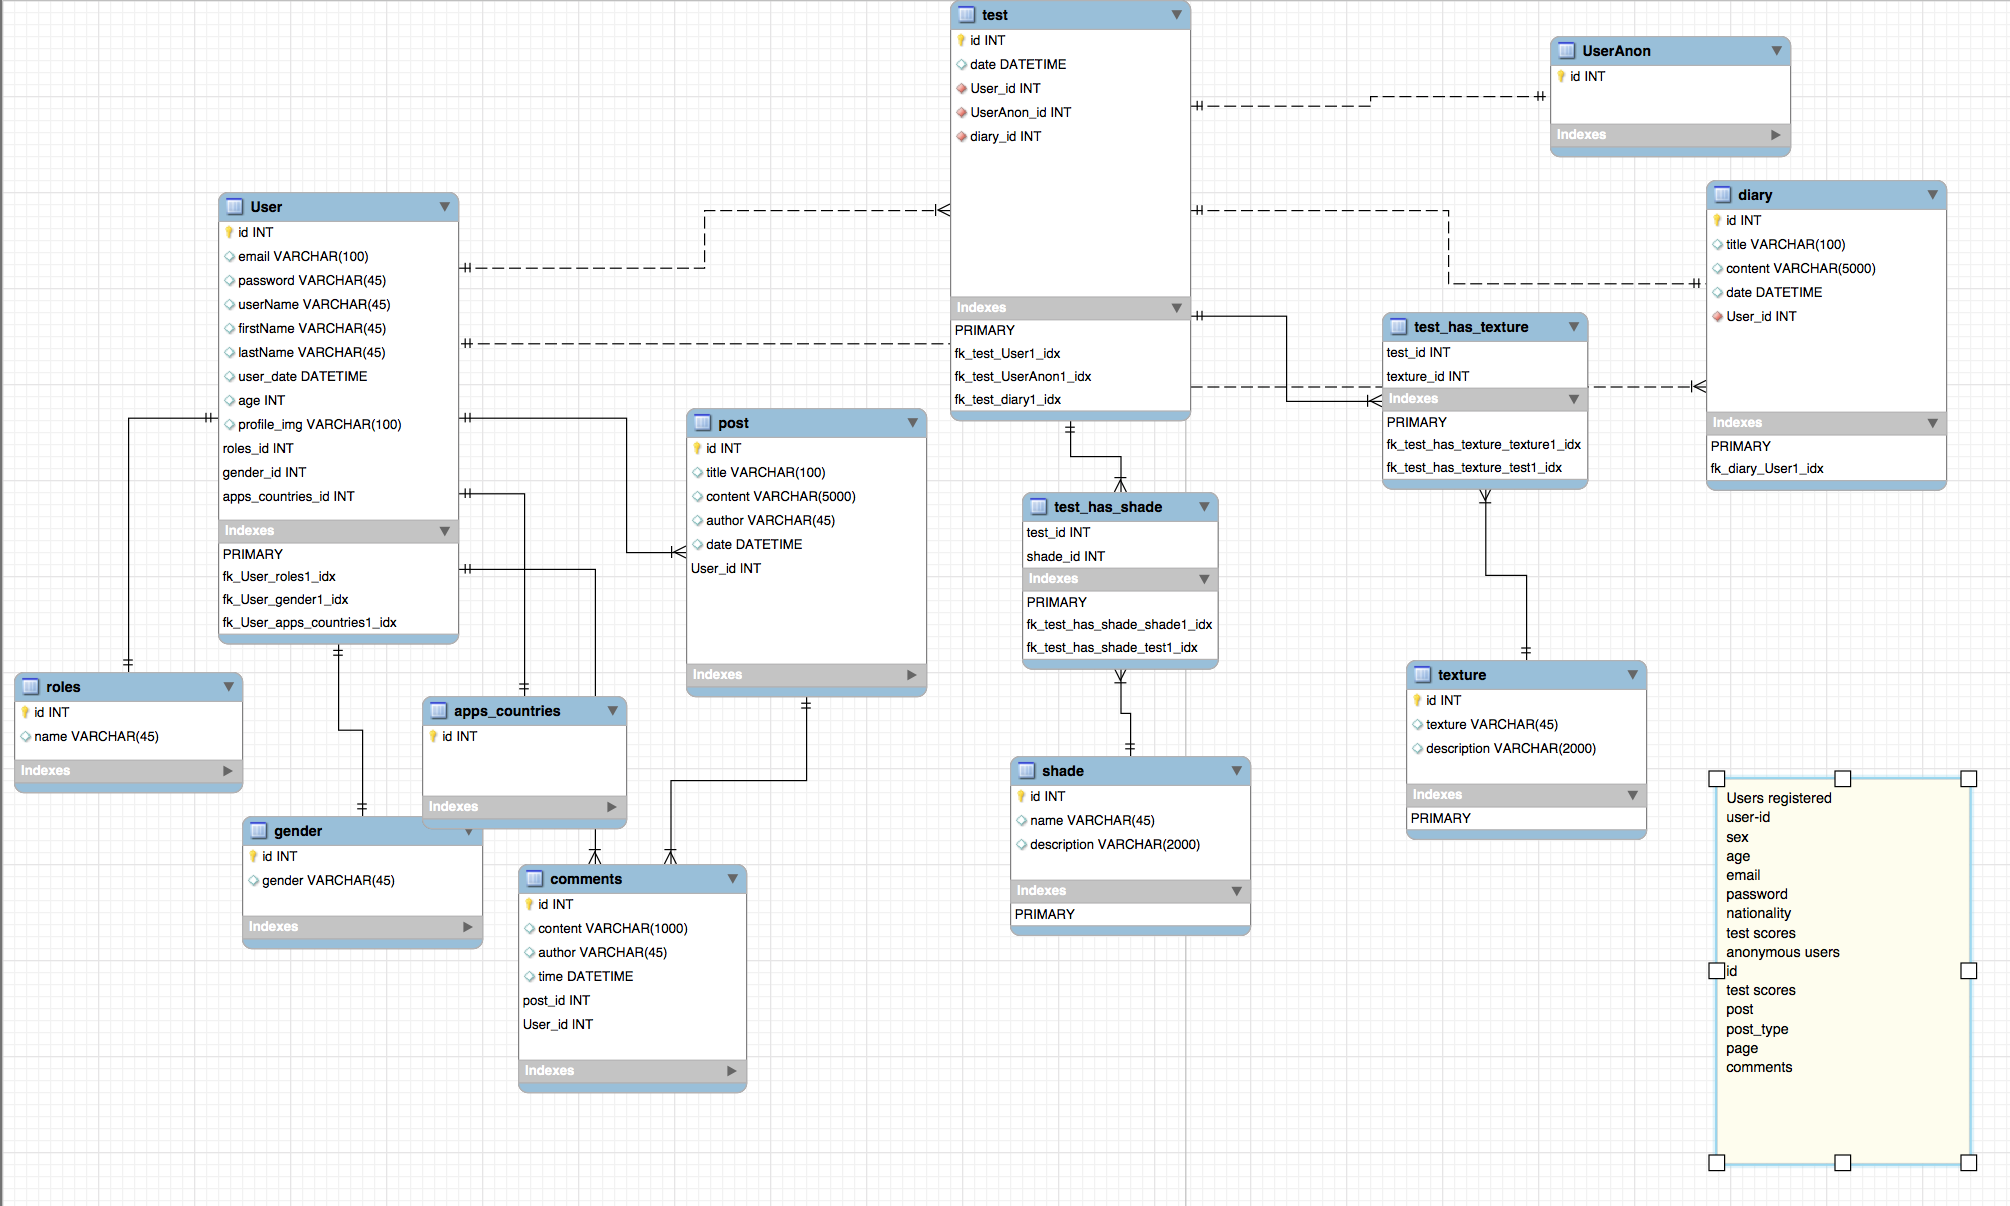 test
id INT
date DATETIME
User_id INT
UserAnon_id INT
diary_id INT
Indexes
PRIMARY
fk_test_User1_idx
fk_test_UserAnon1_idx
fk_test_diary1_idx
UserAnon
id INT
Indexes
User
id INT
email VARCHAR(100)
password VARCHAR(45)
userName VARCHAR(45)
firstName VARCHAR(45)
lastName VARCHAR(45)
user_date DATETIME
age INT
profile_img VARCHAR(100)
roles_id INT
gender_id INT
apps_countries_id INT
Indexes
PRIMARY
fk_User_roles1_idx
fk_User_gender1_idx
fk_User_apps_countries1_idx
diary
id INT
title VARCHAR(100)
content VARCHAR(5000)
date DATETIME
User_id INT
Indexes
PRIMARY
fk_diary_User1_idx
test_has_texture
test_id INT
texture_id INT
Indexes
PRIMARY
fk_test_has_texture_texture1_idx
fk_test_has_texture_test1_idx
post
id INT
title VARCHAR(100)
content VARCHAR(5000)
author VARCHAR(45)
date DATETIME
User_id INT
Indexes
test_has_shade
test_id INT
shade_id INT
Indexes
PRIMARY
fk_test_has_shade_shade1_idx
fk_test_has_shade_test1_idx
roles
id INT
name VARCHAR(45)
Indexes
apps_countries
id INT
Indexes
gender
id INT
gender VARCHAR(45)
Indexes
comments
id INT
content VARCHAR(1000)
author VARCHAR(45)
time DATETIME
post_id INT
User_id INT
Indexes
shade
id INT
name VARCHAR(45)
description VARCHAR(2000)
Indexes
PRIMARY
texture
id INT
texture VARCHAR(45)
description VARCHAR(2000)
Indexes
PRIMARY
Users registered
user-id
sex
age
email
password
nationality
test scores
anonymous users
id
test scores
post
post_type
page
comments